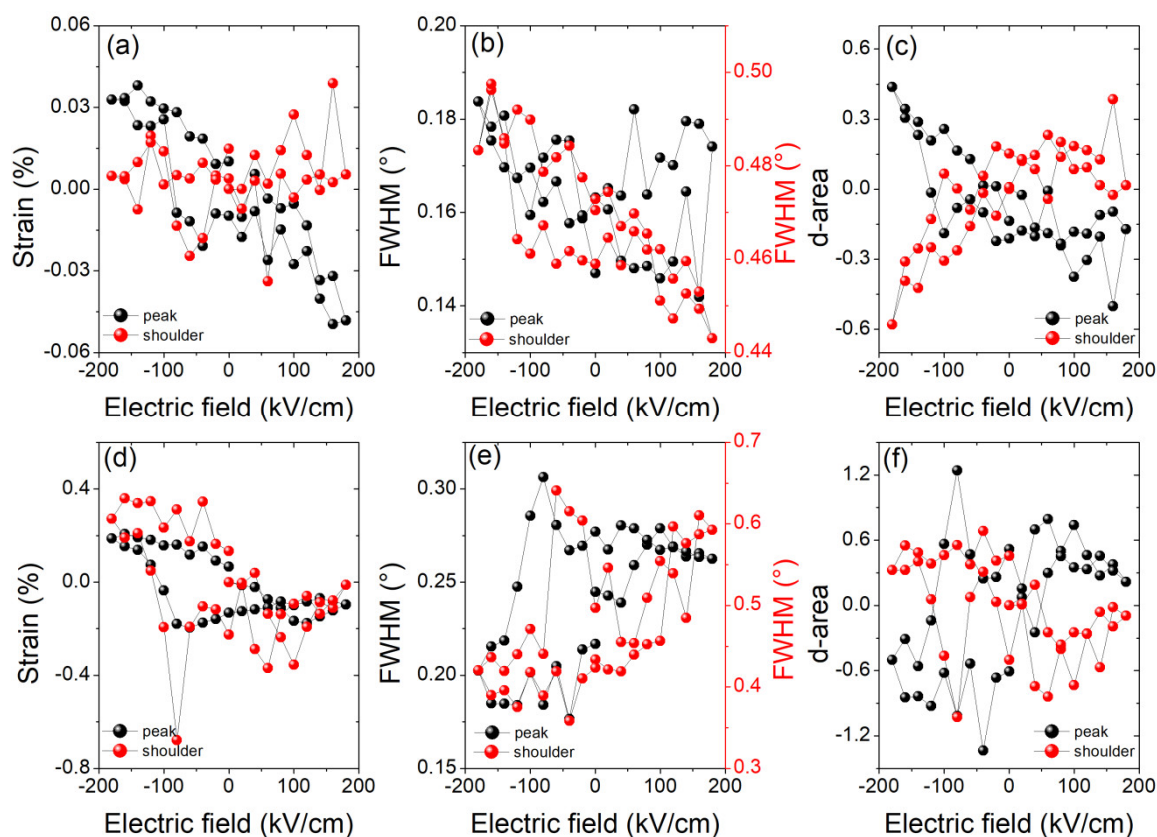 (a)
Strain (%)
0.06
0.03
0.00
-0.03
-0.06
peak
shoulder
-200 -100 0 100 200
Electric field (kV/cm)
(b)
FWHM (°)
0.20
0.18
0.16
0.14
peak
shoulder
0.50
0.48
0.46
0.44
FWHM (°)
-200 -100 0 100 200
Electric field (kV/cm)
(c)
d-area
0.6
0.3
0.0
-0.3
-0.6
peak
shoulder
-200 -100 0 100 200
Electric field (kV/cm)
(d)
Strain (%)
0.4
0.0
-0.4
-0.8
peak
shoulder
-200 -100 0 100 200
Electric field (kV/cm)
(e)
FWHM (°)
0.30
0.25
0.20
0.15
peak
shoulder
0.7
0.6
0.5
0.4
0.3
FWHM (°)
-200 -100 0 100 200
Electric field (kV/cm)
(f)
d-area
1.2
0.6
0.0
-0.6
-1.2
peak
shoulder
-200 -100 0 100 200
Electric field (kV/cm)